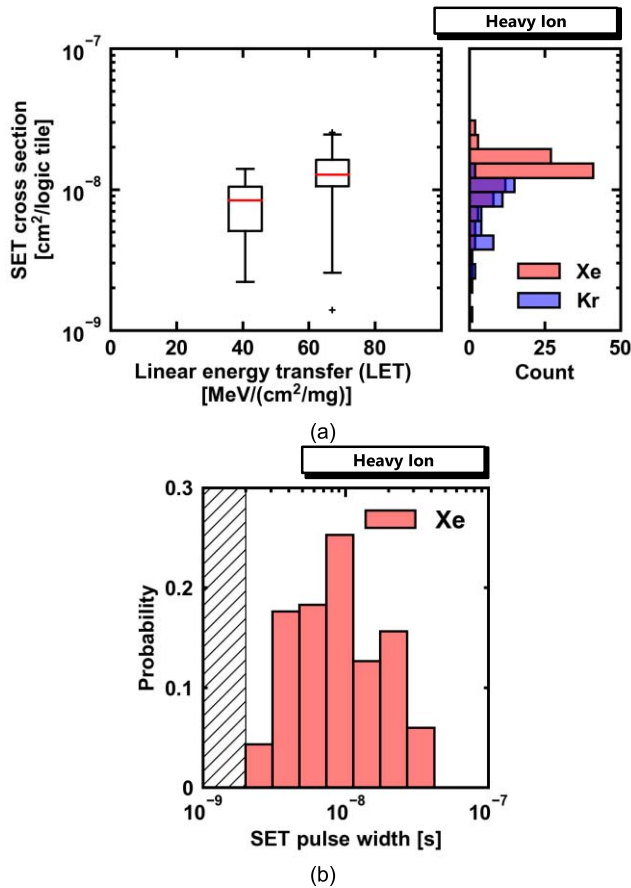 Heavy Ion
SET cross section
[cm²/logic tile]
10⁻⁷
10⁻⁸
10⁻⁹
0 20 40 60 80
Linear energy transfer (LET)
[MeV/(cm²/mg)]
Xe
Kr
0 25 50
Count
(a)
Heavy Ion
Probability
0.3
0.2
0.1
0
Xe
10⁻⁹ 10⁻⁸ 10⁻⁷
SET pulse width [s]
(b)